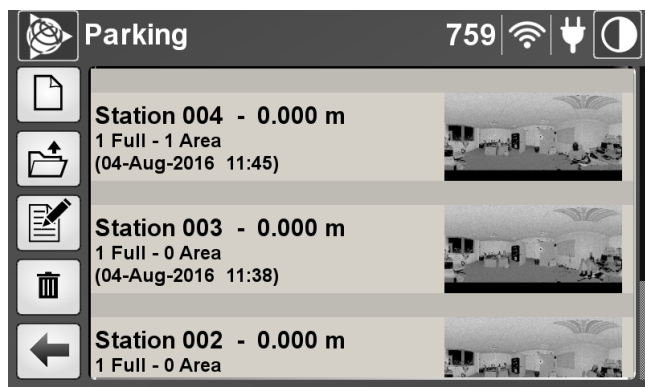 Parking 759
Station 004 - 0.000 m
1 Full - 1 Area
(04-Aug-2016 11:45)
Station 003 - 0.000 m
1 Full - 0 Area
(04-Aug-2016 11:38)
Station 002 - 0.000 m
1 Full - 0 Area